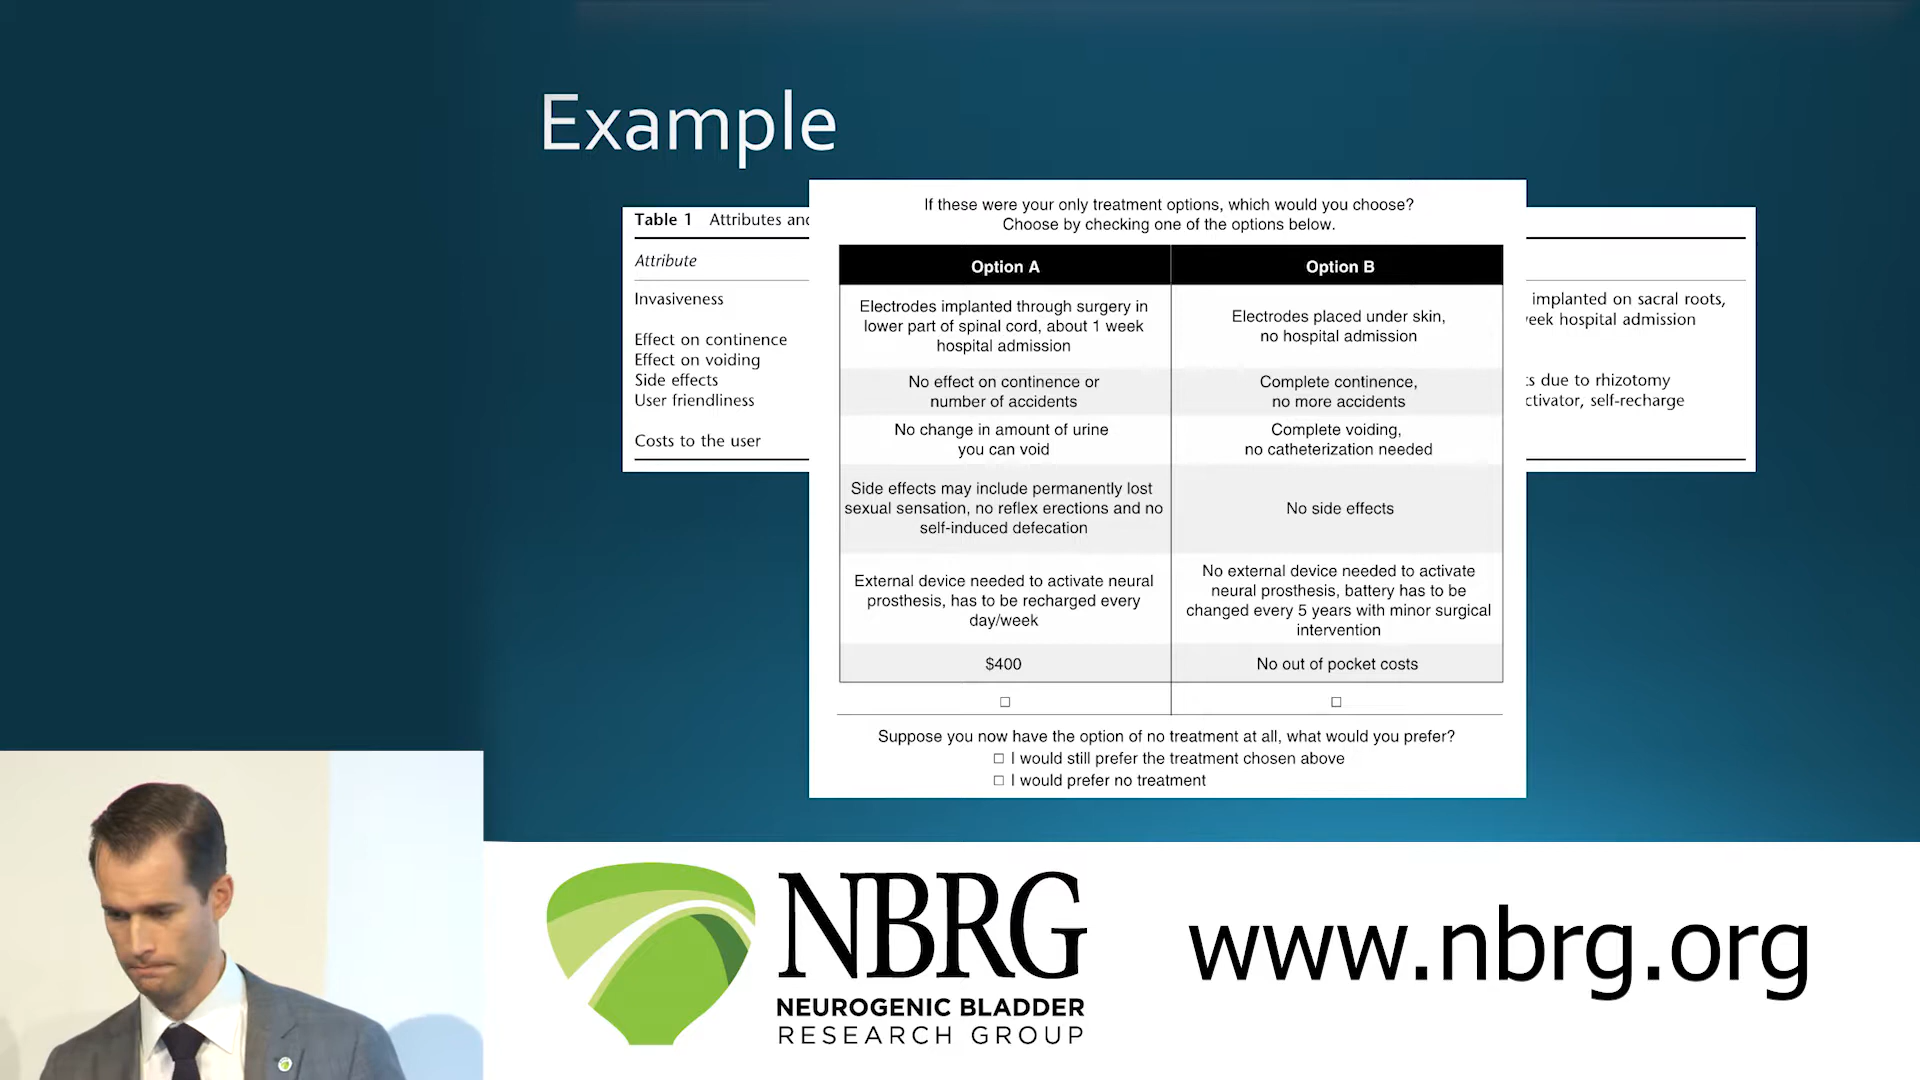 Example
Table 1 Attributes and
Attribute
Invasiveness
Effect on continence
Effect on voiding
Side effects
User friendliness
Costs to the user
If these were your only treatment options, which would you choose?
Choose by checking one of the options below.
Option A
Option B
Electrodes implanted through surgery in
lower part of spinal cord, about 1 week
hospital admission
Electrodes placed under skin,
no hospital admission
No effect on continence or
number of accidents
Complete continence,
no more accidents
No change in amount of urine
you can void
Complete voiding,
no catheterization needed
Side effects may include permanently lost
sexual sensation, no reflex erections and no
self-induced defecation
No side effects
External device needed to activate neural
prosthesis, has to be recharged every
day/week
No external device needed to activate
neural prosthesis, battery has to be
changed every 5 years with minor surgical
intervention
$400
No out of pocket costs
Suppose you now have the option of no treatment at all, what would you prefer?
I would still prefer the treatment chosen above
I would prefer no treatment
implanted on sacral roots,
eek hospital admission
s due to rhizotomy
ctivator, self-recharge
NBRG
NEUROGENIC BLADDER
RESEARCH GROUP
www.nbrg.org